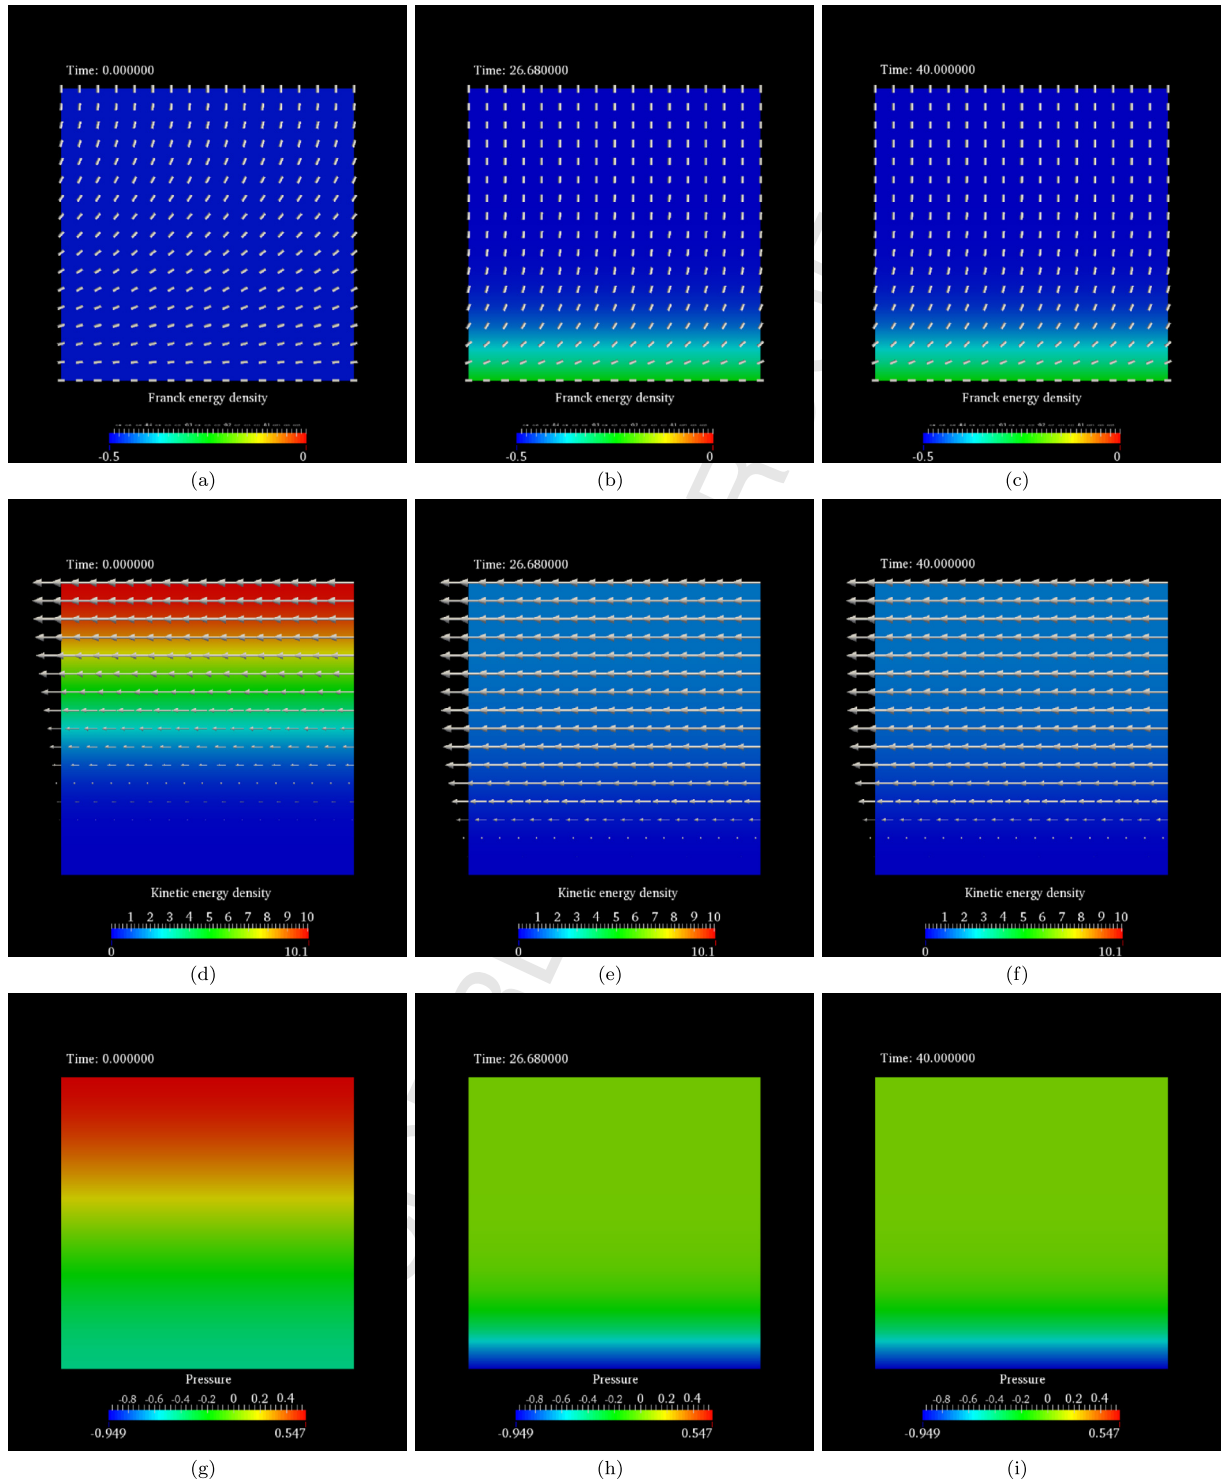 Time: 0.000000
Time: 26.680000
Time: 40.000000
Franck energy density
Franck energy density
Franck energy density
-0.5 0
-0.5 0
-0.5 0
(a)
(b)
(c)
Time: 0.000000
Time: 26.680000
Time: 40.000000
Kinetic energy density
Kinetic energy density
Kinetic energy density
1 2 3 4 5 6 7 8 9 10
1 2 3 4 5 6 7 8 9 10
1 2 3 4 5 6 7 8 9 10
0 10.1
0 10.1
0 10.1
(d)
(e)
(f)
Time: 0.000000
Time: 26.680000
Time: 40.000000
Pressure
Pressure
Pressure
-0.8 -0.6 -0.4 -0.2 0 0.2 0.4
-0.8 -0.6 -0.4 -0.2 0 0.2 0.4
-0.8 -0.6 -0.4 -0.2 0 0.2 0.4
-0.949 0.547
-0.949 0.547
-0.949 0.547
(g)
(h)
(i)